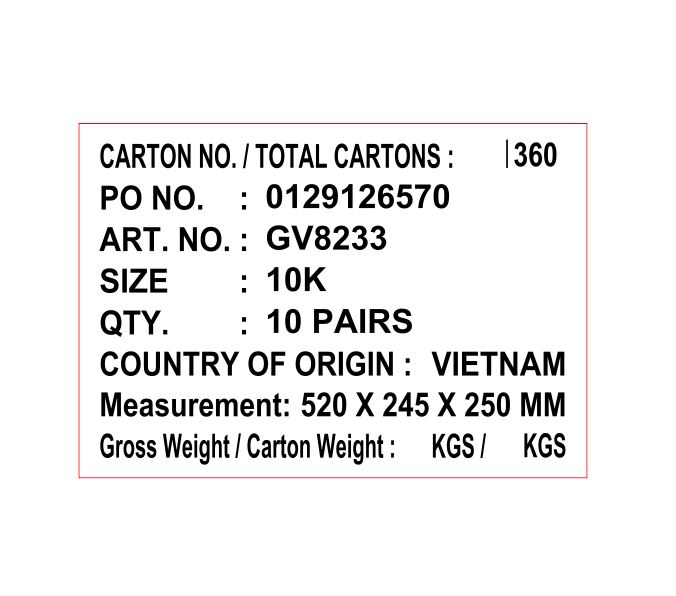 CARTON NO. / TOTAL CARTONS : |360
PO NO. : 0129126570
ART. NO. : GV8233
SIZE : 10K
QTY. : 10 PAIRS
COUNTRY OF ORIGIN : VIETNAM
Measurement: 520 X 245 X 250 MM
Gross Weight / Carton Weight : KGS / KGS